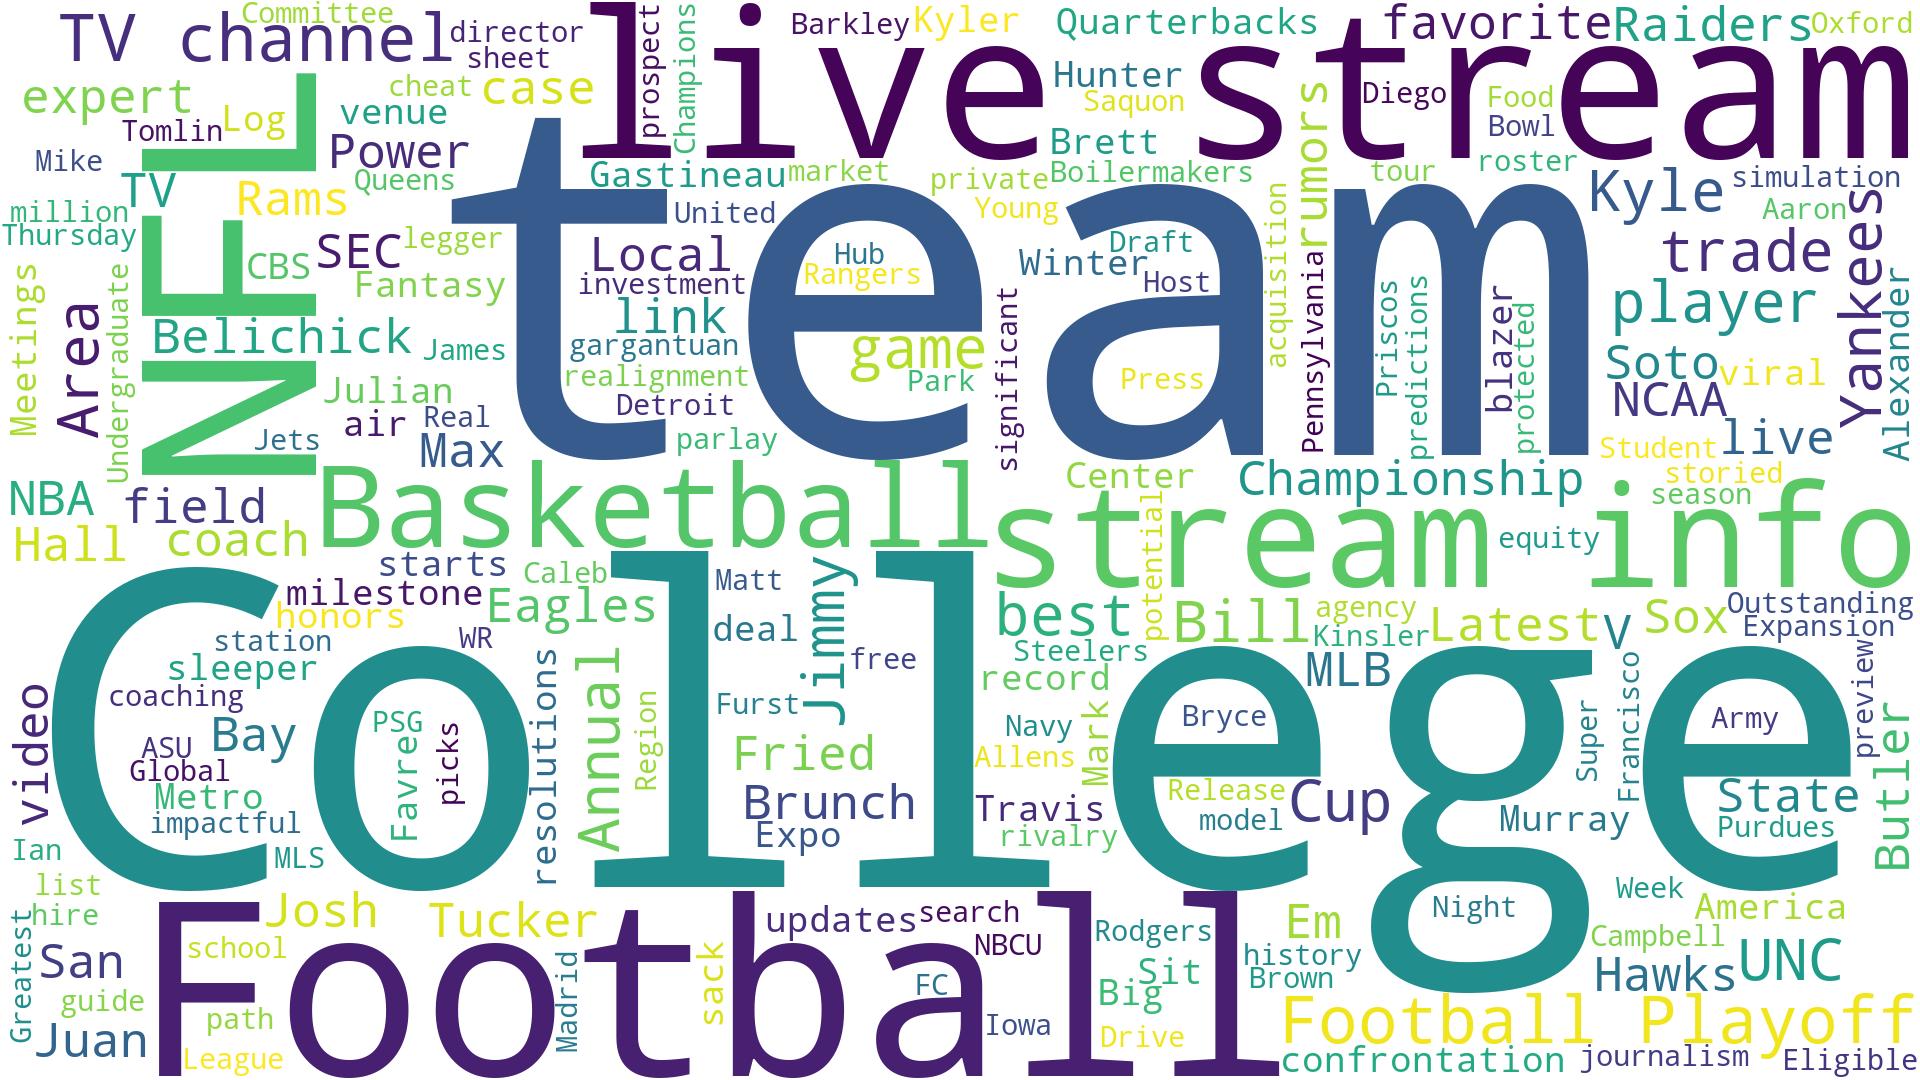 Committee
TV channel
director
sheet
live stream
prospect
Champions
Barkley
Kyler
Quarterbacks
favorite
Raiders
Oxford
expert
Tomlin
Log
cheat
case
venue
Hunter
Saquon
Diego
Food
Bowl
Mike
Power
Brett
rumors
roster
TV
Rams
Queens
Gastineau
market
private
Boilermakers
tour
Kyle
simulation
million
Thursday
NFL
United
Young
Aaron
team
CBS
SEC
legger
Local
Hub
Rangers
Winter
Draft
Host
acquisition
Pennsylvania
trade
Yankees
Meetings
Area
Undergraduate
Fantasy
investment
link
significant
Priscos
predictions
blazer
protected
player
Alexander
Belichick
James
gargantuan
game
realignment
Park
Press
Soto
viral
Julian
Detroit
NCAA
Jets
air
Real
Max
parlay
Student
live
NBA
field
Basketball
Center
Championship
storied
season
Hall
coach
stream info
potential
equity
starts
Caleb
Matt
Jimmy
milestone
Eagles
honors
best
Bill
agency
Kinsler
Latest
V
Sox
Outstanding
Expansion
station
WR
deal
free
Steelers
MLB
Francisco
preview
sleeper
resolutions
Annual
Region
record
College
video
coaching
Bay
PSG
Favre
picks
Furst
Navy
Mark
Bryce
Super
Army
Butler
ASU
Global
Fried
Allens
Metro
impactful
Brunch
Travis
Release
model
Cup
Murray
State
Purdues
Ian
MLS
Expo
rivalry
list
hire
Josh
Tucker
updates
search
Night
Week
America
Greatest
San
school
Football
Madrid
sack
NBCU
Rodgers
Em
history
Brown
Campbell
Hawks
UNC
guide
path
FC
Sit
Big
Juan
League
Iowa
Drive
Football Playoff
confrontation
journalism
Eligible